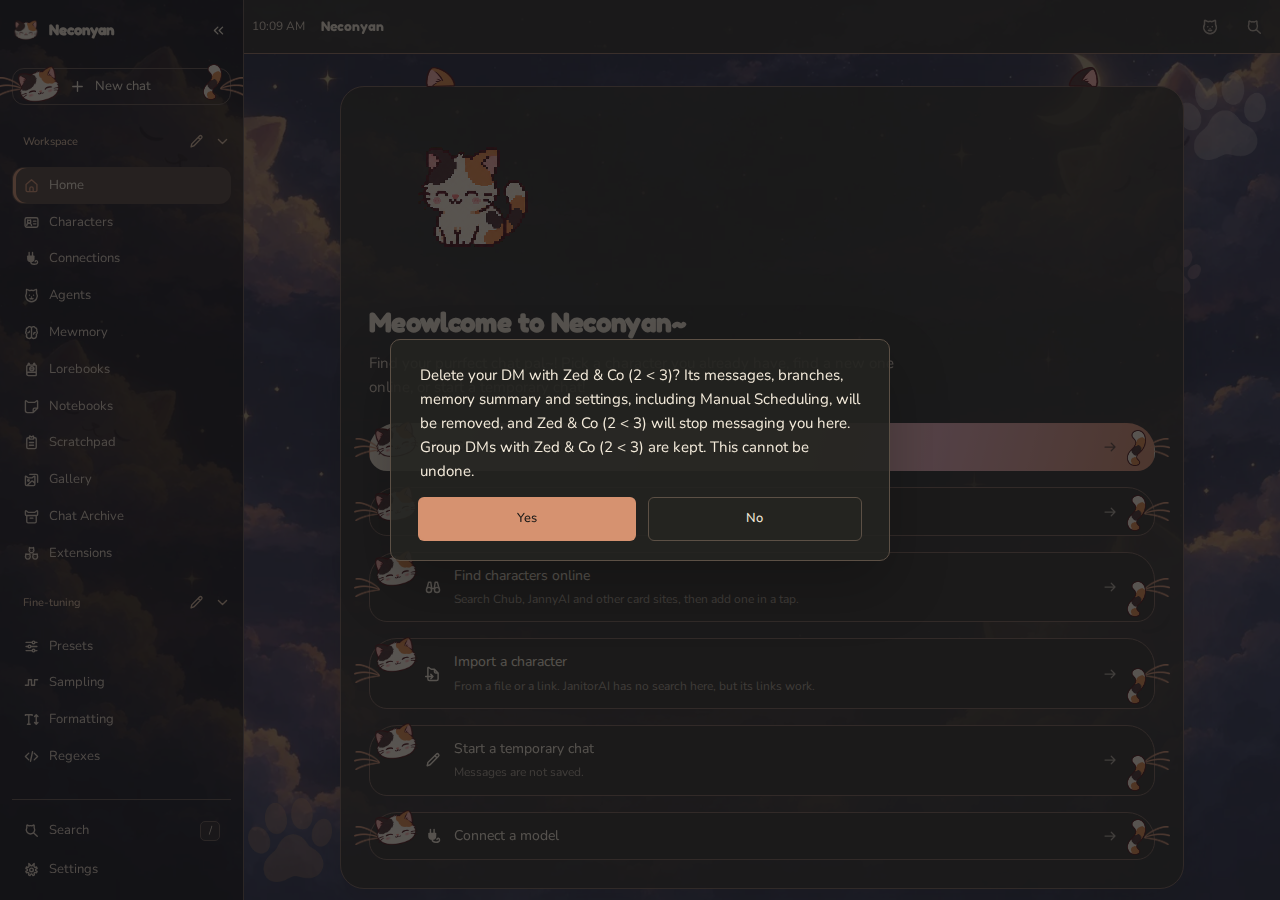 Neconyan
10:09 AM Neconyan
New chat
Workspace
Home
Characters
Connections
Agents
Mewmory
Lorebooks
Notebooks
Scratchpad
Gallery
Chat Archive
Extensions
Fine-tuning
Presets
Sampling
Formatting
Regexes
Search /
Settings
Meowlcome to Neconyan~
Delete your DM with Zed & Co (2 < 3)? Its messages, branches,
memory summary and settings, including Manual Scheduling, will
be removed, and Zed & Co (2 < 3) will stop messaging you here.
Group DMs with Zed & Co (2 < 3) are kept. This cannot be
undone.
Yes No
Find characters online
Search Chub, JannyAI and other card sites, then add one in a tap.
Import a character
From a file or a link. JanitorAI has no search here, but its links work.
Start a temporary chat
Messages are not saved.
Connect a model